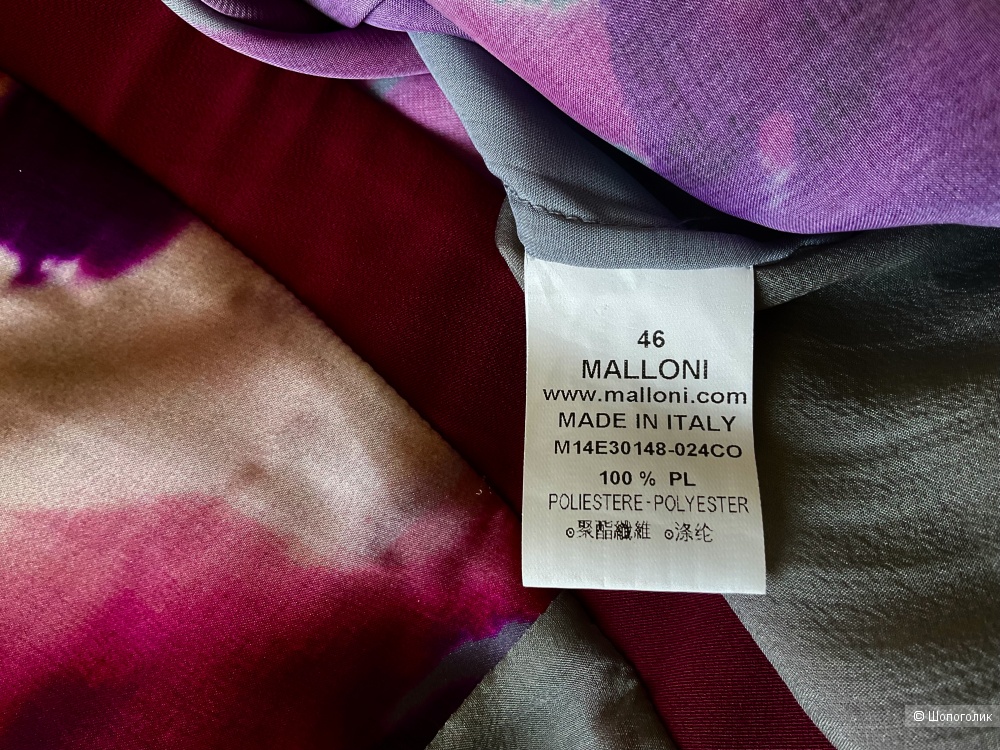 46
MALLONI
www.malloni.com
MADE IN ITALY
M14E30148-024CO
100 % PL
POLIESTERE-POLYESTER
⊙聚酯纖維 ⊙涤纶
© Шопоголик